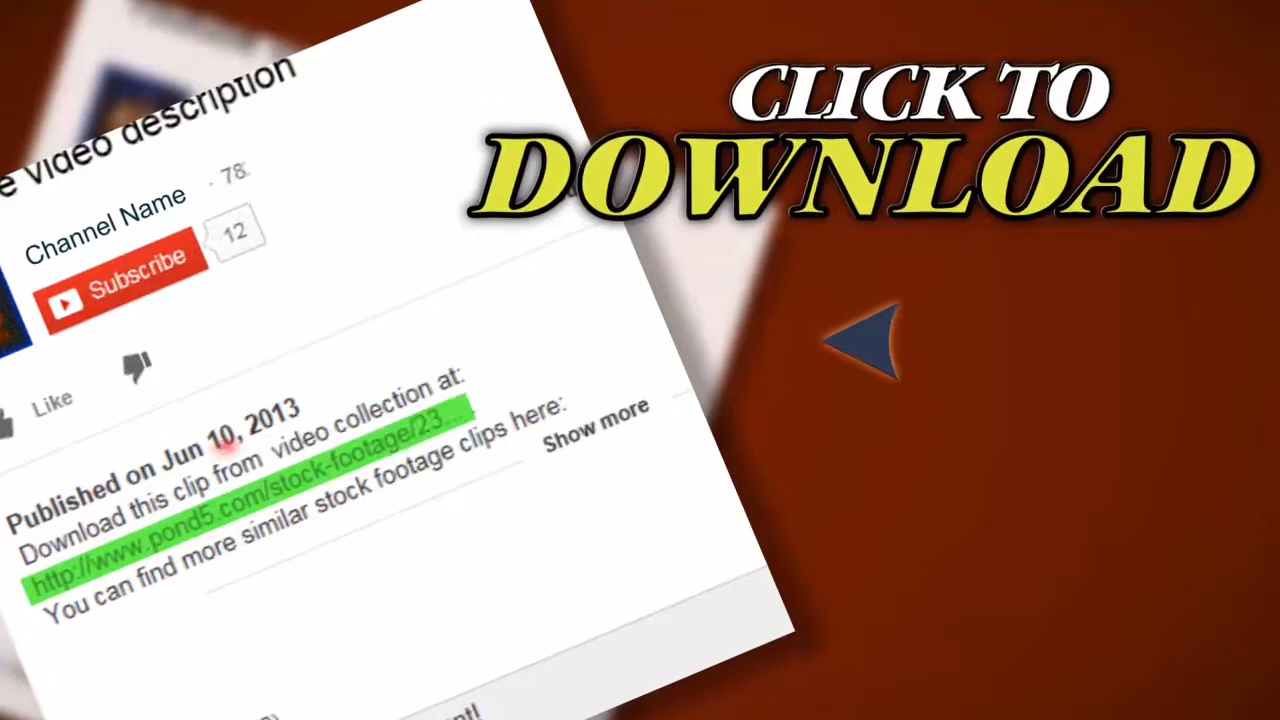 CLICK TO
DOWNLOAD
e video description
Channel Name
78
Subscribe
12
Like
Published on Jun 10, 2013
Download this clip from video collection at:
http://www.pond5.com/stock-footage/23...
You can find more similar stock footage clips here:
Show more